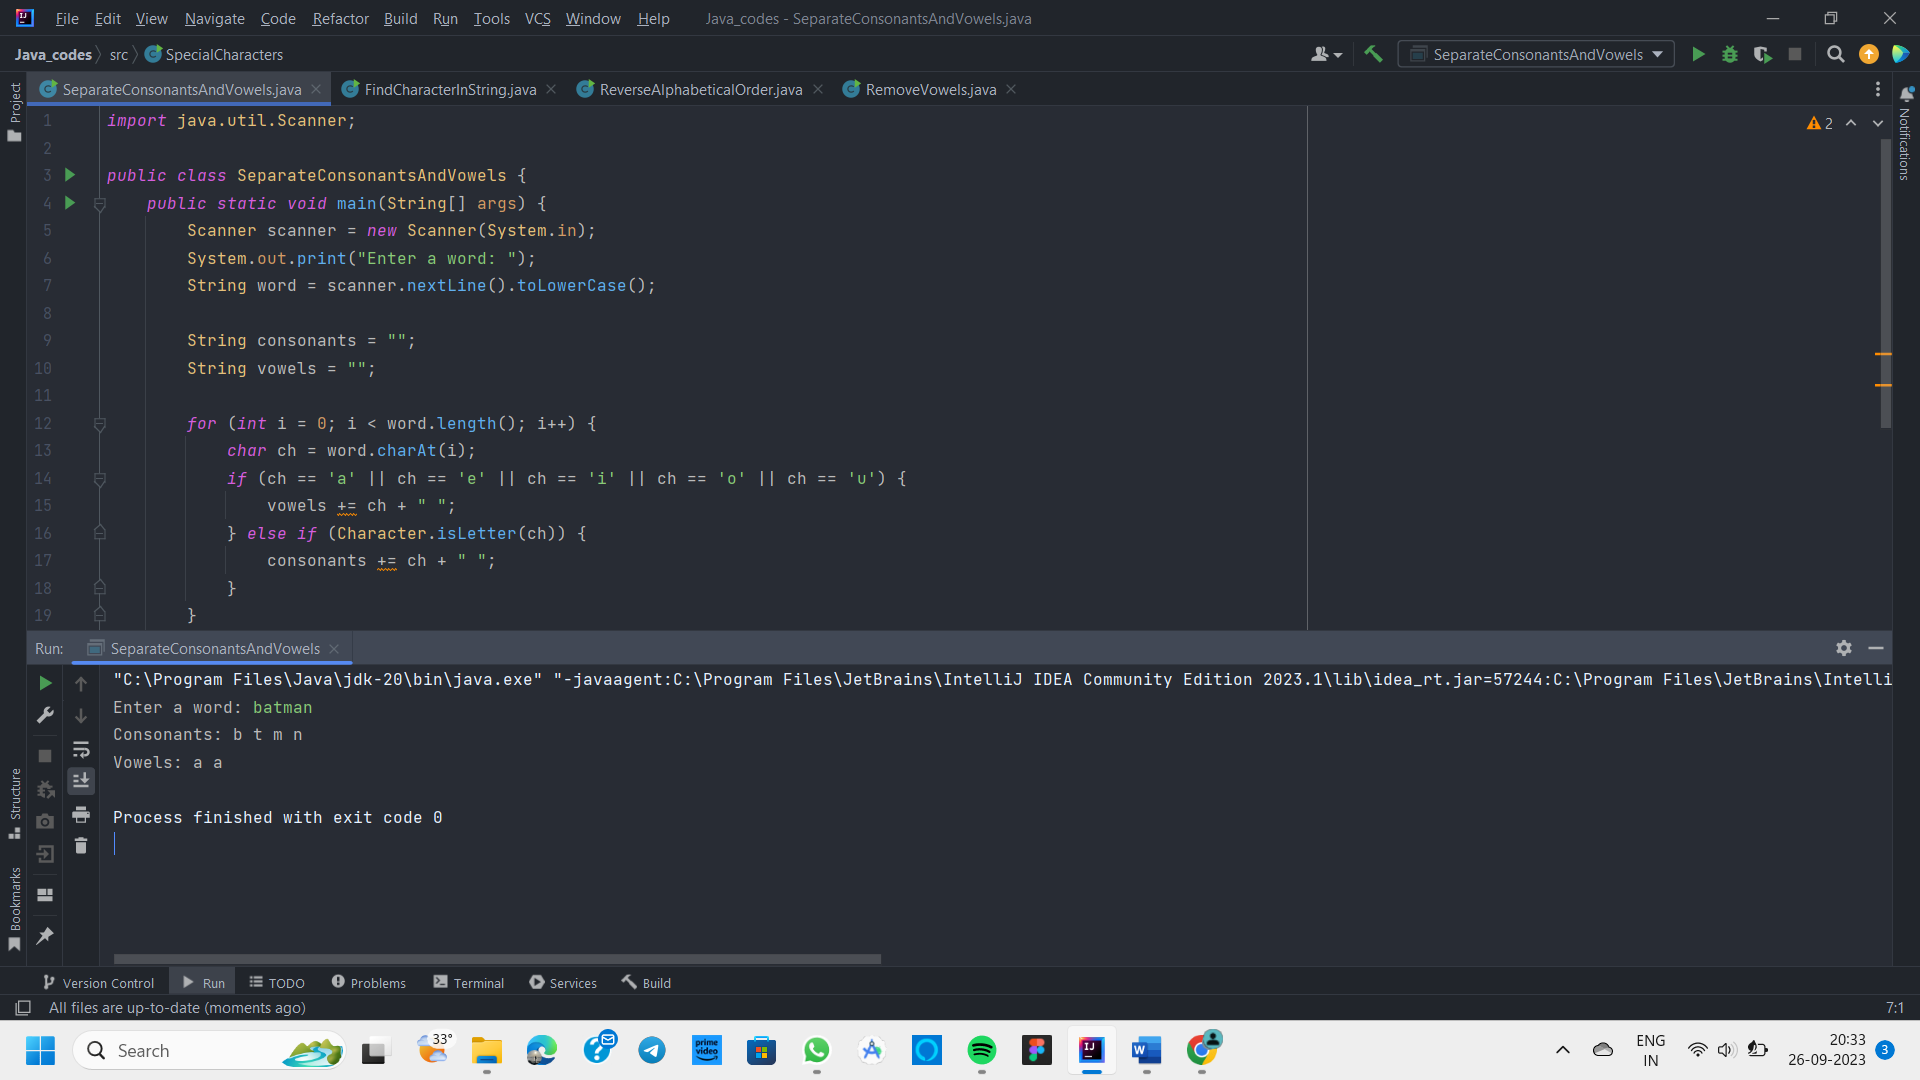 File Edit View Navigate Code Refactor Build Run Tools VCS Window Help Java_codes - SeparateConsonantsAndVowels.java
Java_codes src SpecialCharacters SeparateConsonantsAndVowels
Project
SeparateConsonantsAndVowels.java FindCharacterInString.java ReverseAlphabeticalOrder.java RemoveVowels.java
Notifications
2
1 import java.util.Scanner;
2
3 public class SeparateConsonantsAndVowels {
4 public static void main(String[] args) {
5 Scanner scanner = new Scanner(System.in);
6 System.out.print("Enter a word: ");
7 String word = scanner.nextLine().toLowerCase();
8
9 String consonants = "";
10 String vowels = "";
11
12 for (int i = 0; i < word.length(); i++) {
13 char ch = word.charAt(i);
14 if (ch == 'a' || ch == 'e' || ch == 'i' || ch == 'o' || ch == 'u') {
15 vowels += ch + " ";
16 } else if (Character.isLetter(ch)) {
17 consonants += ch + " ";
18 }
19 }
Run: SeparateConsonantsAndVowels
"C:\Program Files\Java\jdk-20\bin\java.exe" "-javaagent:C:\Program Files\JetBrains\IntelliJ IDEA Community Edition 2023.1\lib\idea_rt.jar=57244:C:\Program Files\JetBrains\Intelli
Enter a word: batman
Consonants: b t m n
Vowels: a a
Process finished with exit code 0
Structure
Bookmarks
Version Control Run TODO Problems Terminal Services Build
All files are up-to-date (moments ago) 7:1
Search 33° prime video ENG IN 20:33 26-09-2023 3